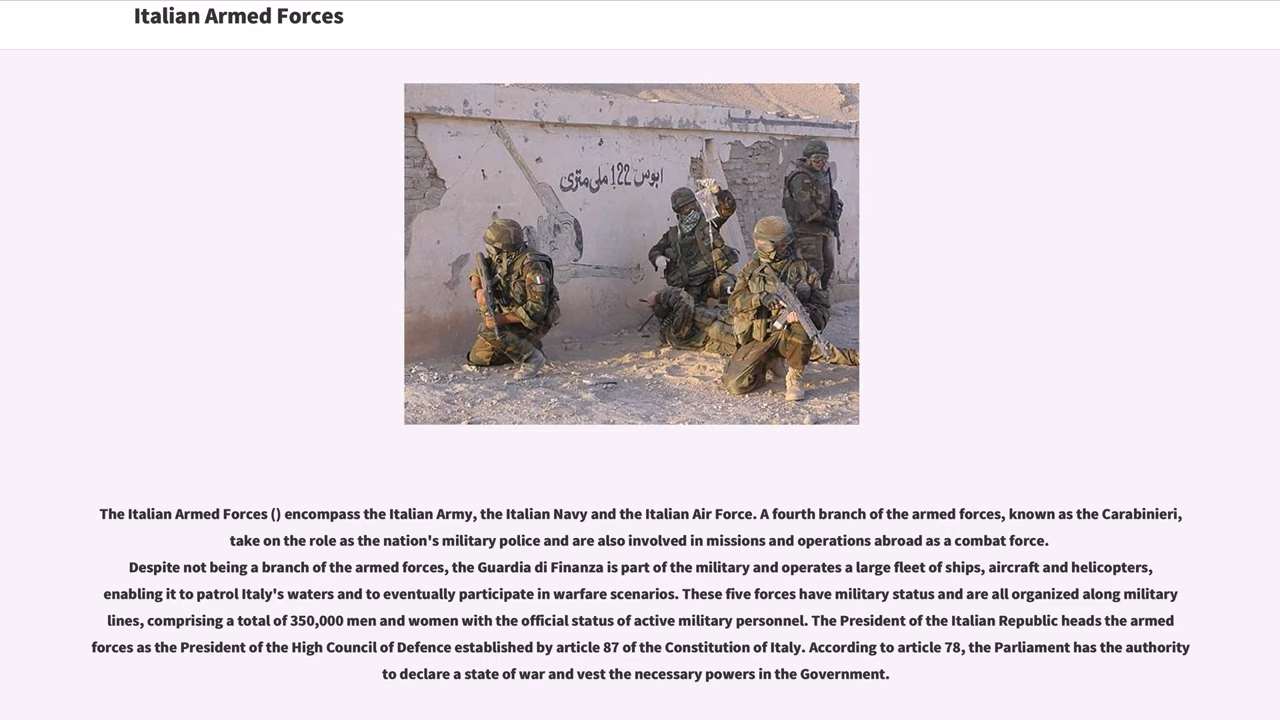 Italian Armed Forces
ابوس 122 ملی متری
The Italian Armed Forces () encompass the Italian Army, the Italian Navy and the Italian Air Force. A fourth branch of the armed forces, known as the Carabinieri,
take on the role as the nation's military police and are also involved in missions and operations abroad as a combat force.
Despite not being a branch of the armed forces, the Guardia di Finanza is part of the military and operates a large fleet of ships, aircraft and helicopters,
enabling it to patrol Italy's waters and to eventually participate in warfare scenarios. These five forces have military status and are all organized along military
lines, comprising a total of 350,000 men and women with the official status of active military personnel. The President of the Italian Republic heads the armed
forces as the President of the High Council of Defence established by article 87 of the Constitution of Italy. According to article 78, the Parliament has the authority
to declare a state of war and vest the necessary powers in the Government.